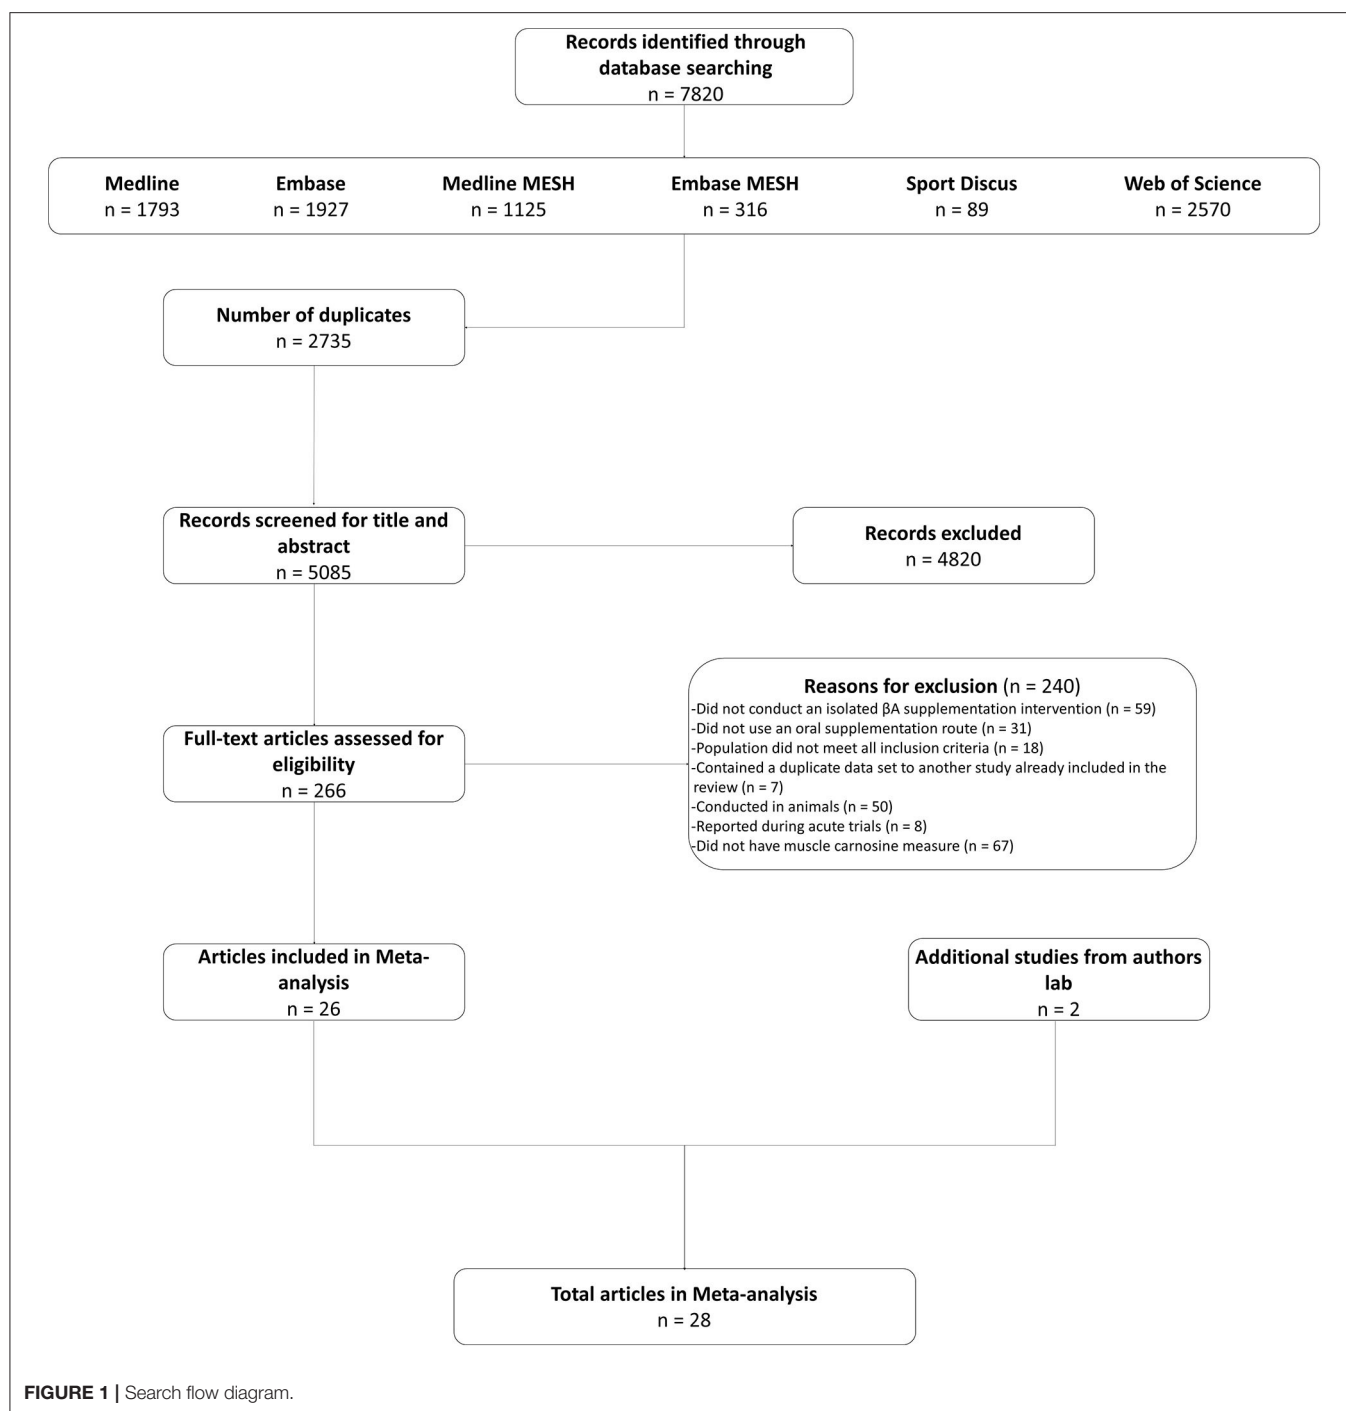 Records identified through
database searching
n = 7820
Medline
n = 1793
Embase
n = 1927
Medline MESH
n = 1125
Embase MESH
n = 316
Sport Discus
n = 89
Web of Science
n = 2570
Number of duplicates
n = 2735
Records screened for title and
abstract
n = 5085
Records excluded
n = 4820
Full-text articles assessed for
eligibility
n = 266
Reasons for exclusion (n = 240)
-Did not conduct an isolated βA supplementation intervention (n = 59)
-Did not use an oral supplementation route (n = 31)
-Population did not meet all inclusion criteria (n = 18)
-Contained a duplicate data set to another study already included in the
review (n = 7)
-Conducted in animals (n = 50)
-Reported during acute trials (n = 8)
-Did not have muscle carnosine measure (n = 67)
Articles included in Meta-
analysis
n = 26
Additional studies from authors
lab
n = 2
Total articles in Meta-analysis
n = 28
FIGURE 1 | Search flow diagram.